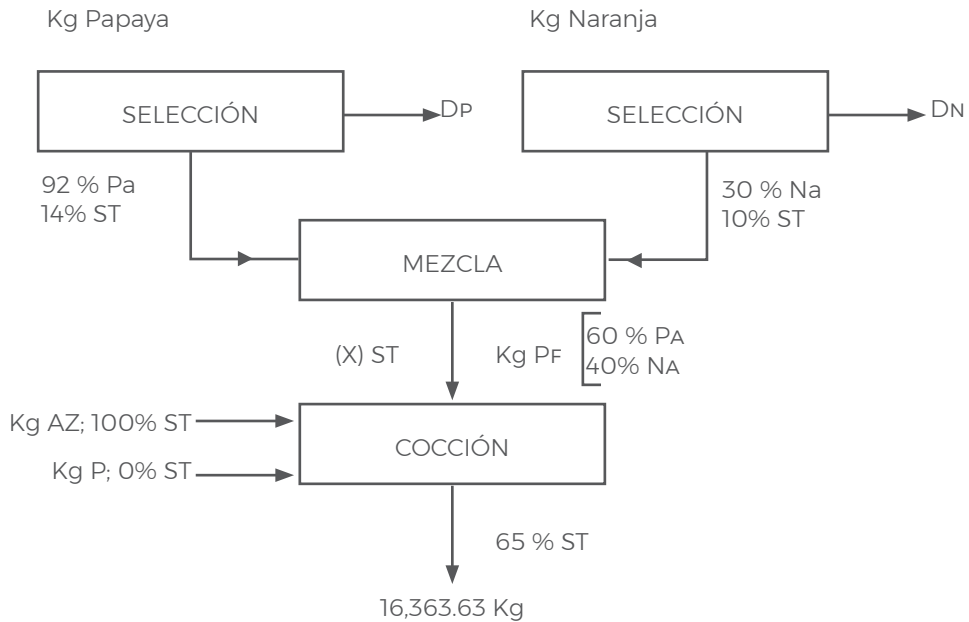 Kg Papaya
Kg Naranja
SELECCIÓN
DP
SELECCIÓN
DN
92 % Pa
14% ST
30 % Na
10% ST
MEZCLA
(X) ST
Kg PF
60 % PA
40% NA
Kg AZ; 100% ST
Kg P; 0% ST
COCCIÓN
65 % ST
16,363.63 Kg